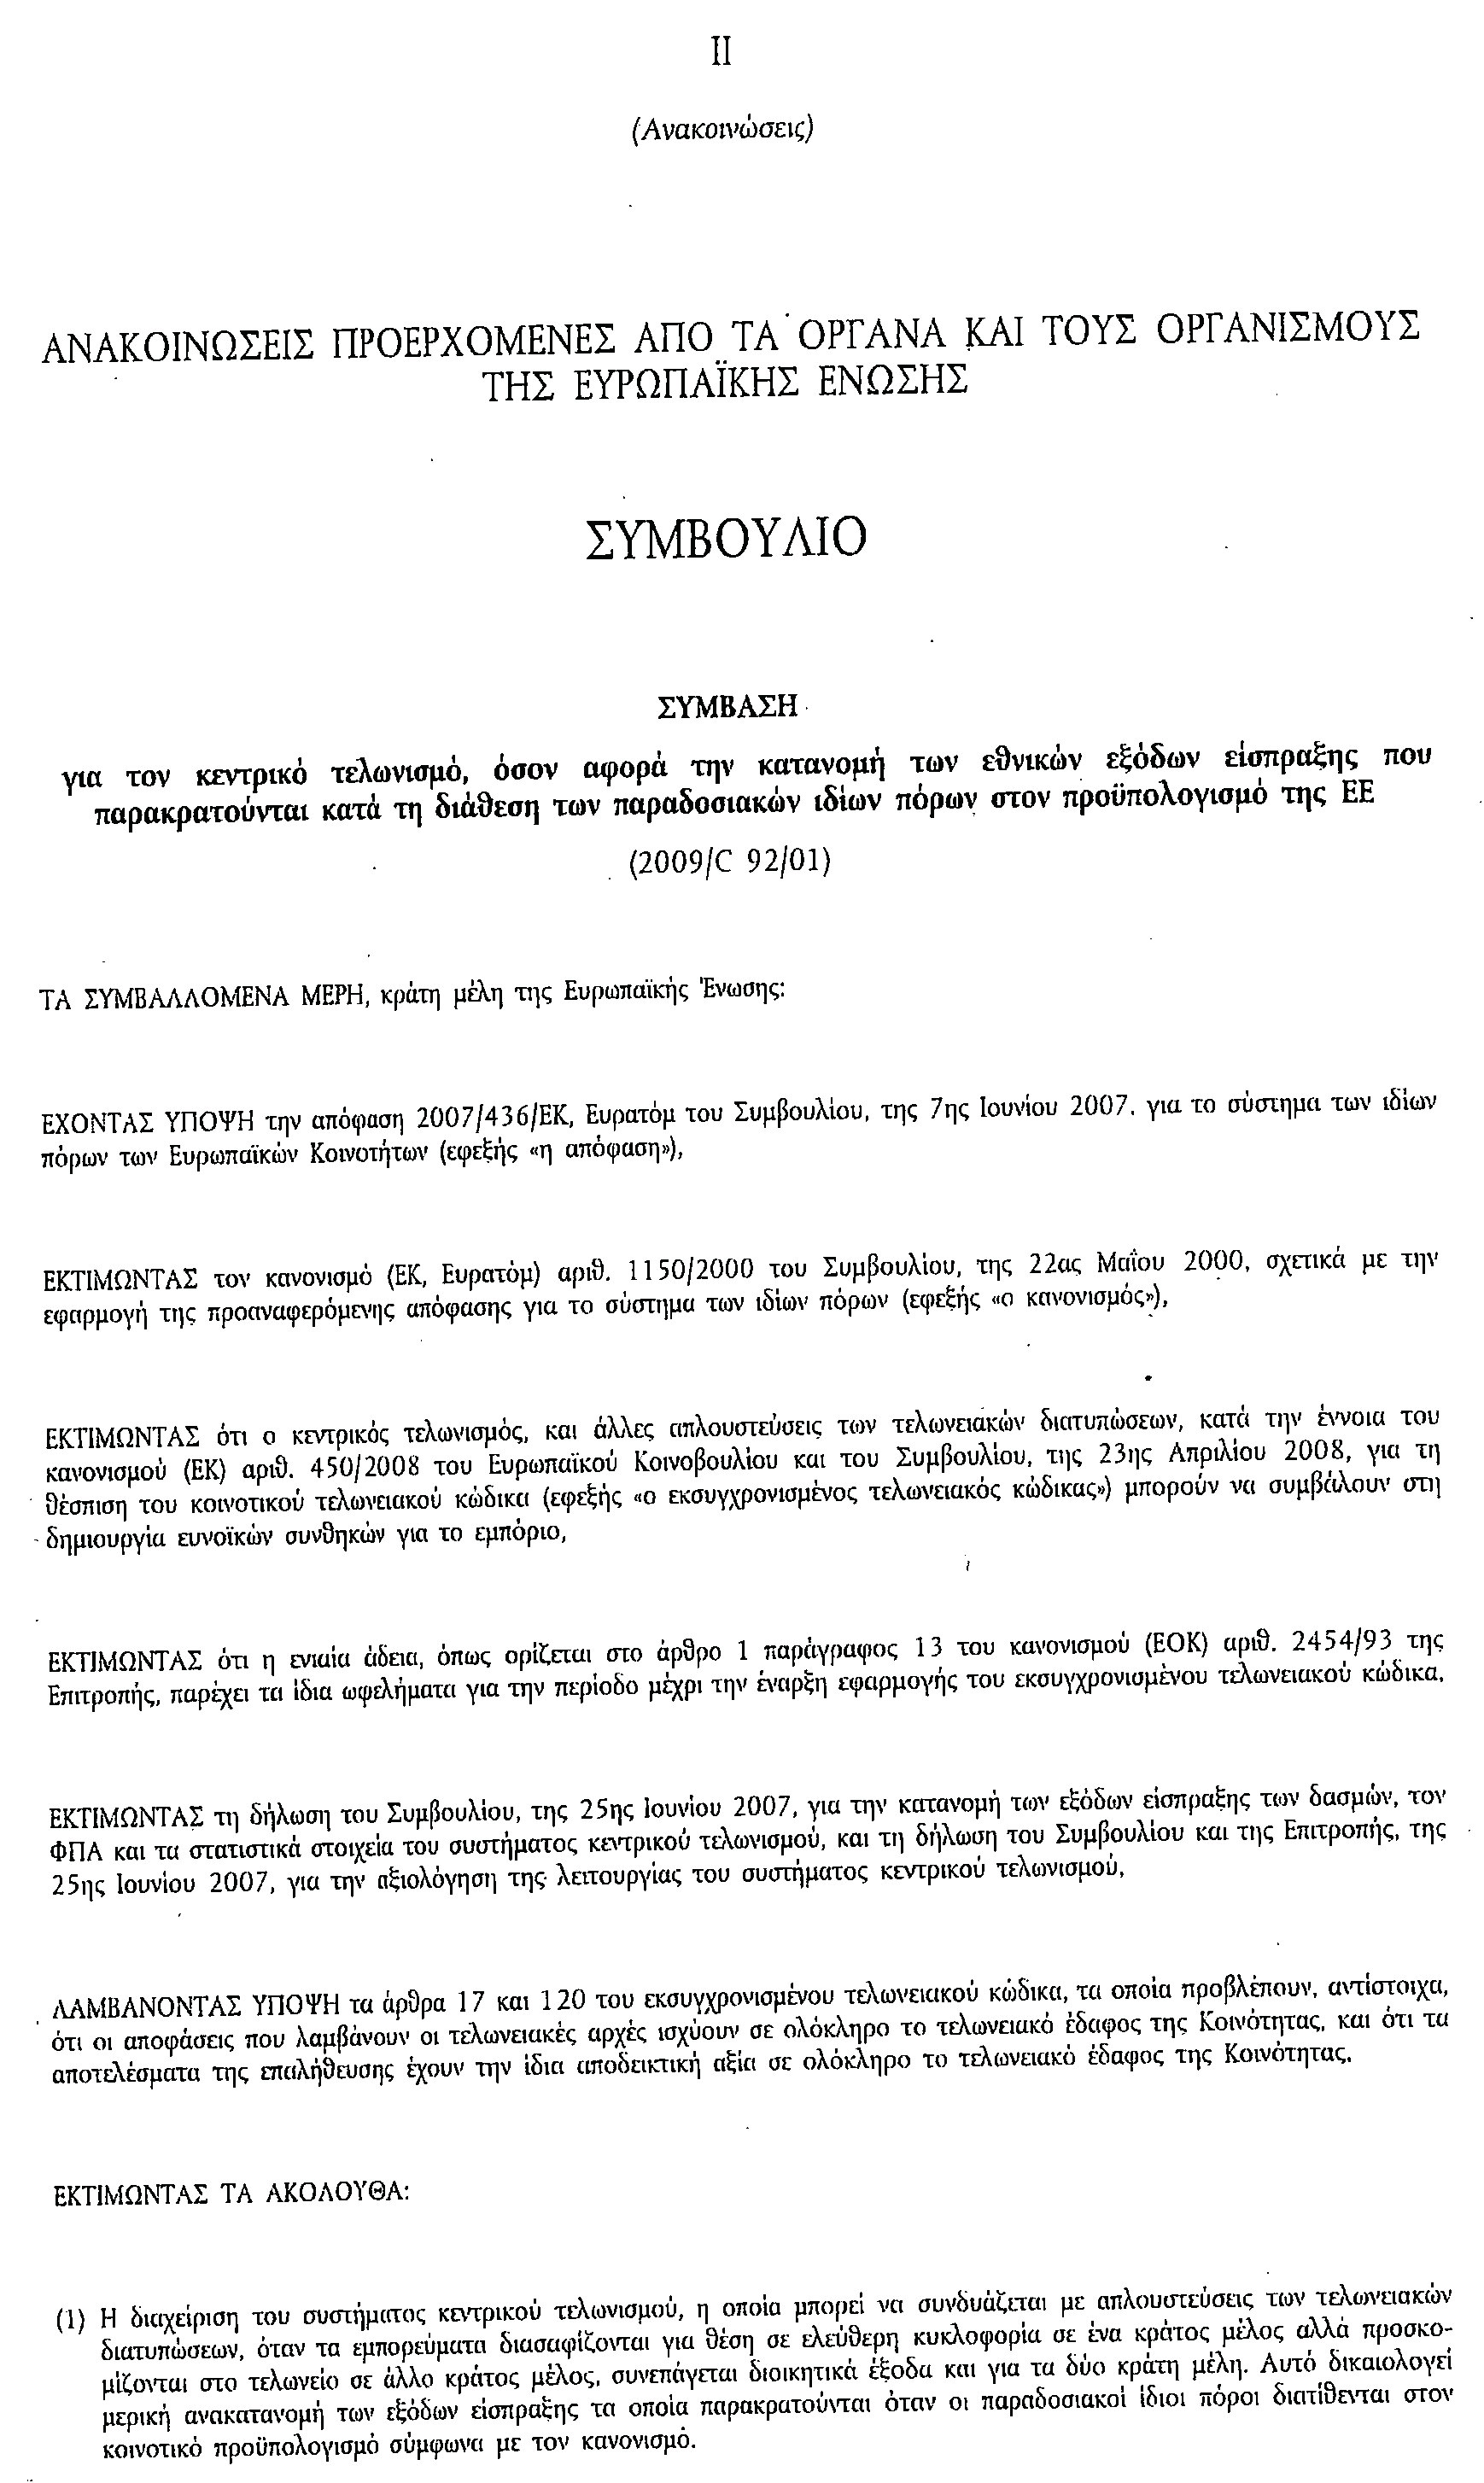 II
(Ανακοινώσεις)
ΑΝΑΚΟΙΝΩΣΕΙΣ ΠΡΟΕΡΧΟΜΕΝΕΣ ΑΠΟ ΤΑ ΟΡΓΑΝΑ ΚΑΙ ΤΟΥΣ ΟΡΓΑΝΙΣΜΟΥΣ
ΤΗΣ ΕΥΡΩΠΑΪΚΗΣ ΕΝΩΣΗΣ
ΣΥΜΒΟΥΛΙΟ
ΣΥΜΒΑΣΗ
για τον κεντρικό τελωνισμό, όσον αφορά την κατανομή των εθνικών εξόδων είσπραξης που
παρακρατούνται κατά τη διάθεση των παραδοσιακών ιδίων πόρων στον προϋπολογισμό της ΕΕ
(2009/C 92/01)
ΤΑ ΣΥΜΒΑΛΛΟΜΕΝΑ ΜΕΡΗ, κράτη μέλη της Ευρωπαϊκής Ένωσης:
ΕΧΟΝΤΑΣ ΥΠΟΨΗ την απόφαση 2007/436/ΕΚ, Ευρατόμ του Συμβουλίου, της 7ης Ιουνίου 2007, για το σύστημα των ιδίων
πόρων των Ευρωπαϊκών Κοινοτήτων (εφεξής «η απόφαση»),
ΕΚΤΙΜΩΝΤΑΣ τον κανονισμό (ΕΚ, Ευρατόμ) αριθ. 1150/2000 του Συμβουλίου, της 22ας Μαΐου 2000, σχετικά με την
εφαρμογή της προαναφερόμενης απόφασης για το σύστημα των ιδίων πόρων (εφεξής «ο κανονισμός»),
ΕΚΤΙΜΩΝΤΑΣ ότι ο κεντρικός τελωνισμός, και άλλες απλουστεύσεις των τελωνειακών διατυπώσεων, κατά την έννοια του
κανονισμού (ΕΚ) αριθ. 450/2008 του Ευρωπαϊκού Κοινοβουλίου και του Συμβουλίου, της 23ης Απριλίου 2008, για τη
θέσπιση του κοινοτικού τελωνειακού κώδικα (εφεξής «ο εκσυγχρονισμένος τελωνειακός κώδικας») μπορούν να συμβάλουν στη
δημιουργία ευνοϊκών συνθηκών για το εμπόριο,
ΕΚΤΙΜΩΝΤΑΣ ότι η ενιαία άδεια, όπως ορίζεται στο άρθρο 1 παράγραφος 13 του κανονισμού (ΕΟΚ) αριθ. 2454/93 της
Επιτροπής, παρέχει τα ίδια ωφελήματα για την περίοδο μέχρι την έναρξη εφαρμογής του εκσυγχρονισμένου τελωνειακού κώδικα,
ΕΚΤΙΜΩΝΤΑΣ τη δήλωση του Συμβουλίου, της 25ης Ιουνίου 2007, για την κατανομή των εξόδων είσπραξης των δασμών, τον
ΦΠΑ και τα στατιστικά στοιχεία του συστήματος κεντρικού τελωνισμού, και τη δήλωση του Συμβουλίου και της Επιτροπής, της
25ης Ιουνίου 2007, για την αξιολόγηση της λειτουργίας του συστήματος κεντρικού τελωνισμού,
ΛΑΜΒΑΝΟΝΤΑΣ ΥΠΟΨΗ τα άρθρα 17 και 120 του εκσυγχρονισμένου τελωνειακού κώδικα, τα οποία προβλέπουν, αντίστοιχα,
ότι οι αποφάσεις που λαμβάνουν οι τελωνειακές αρχές ισχύουν σε ολόκληρο το τελωνειακό έδαφος της Κοινότητας, και ότι τα
αποτελέσματα της επαλήθευσης έχουν την ίδια αποδεικτική αξία σε ολόκληρο το τελωνειακό έδαφος της Κοινότητας.
ΕΚΤΙΜΩΝΤΑΣ ΤΑ ΑΚΟΛΟΥΘΑ:
(1) Η διαχείριση του συστήματος κεντρικού τελωνισμού, η οποία μπορεί να συνδυάζεται με απλουστεύσεις των τελωνειακών
διατυπώσεων, όταν τα εμπορεύματα διασαφίζονται για θέση σε ελεύθερη κυκλοφορία σε ένα κράτος μέλος αλλά προσκο-
μίζονται στο τελωνείο σε άλλο κράτος μέλος, συνεπάγεται διοικητικά έξοδα και για τα δύο κράτη μέλη. Αυτό δικαιολογεί
μερική ανακατανομή των εξόδων είσπραξης τα οποία παρακρατούνται όταν οι παραδοσιακοί ίδιοι πόροι διατίθενται στον
κοινοτικό προϋπολογισμό σύμφωνα με τον κανονισμό.